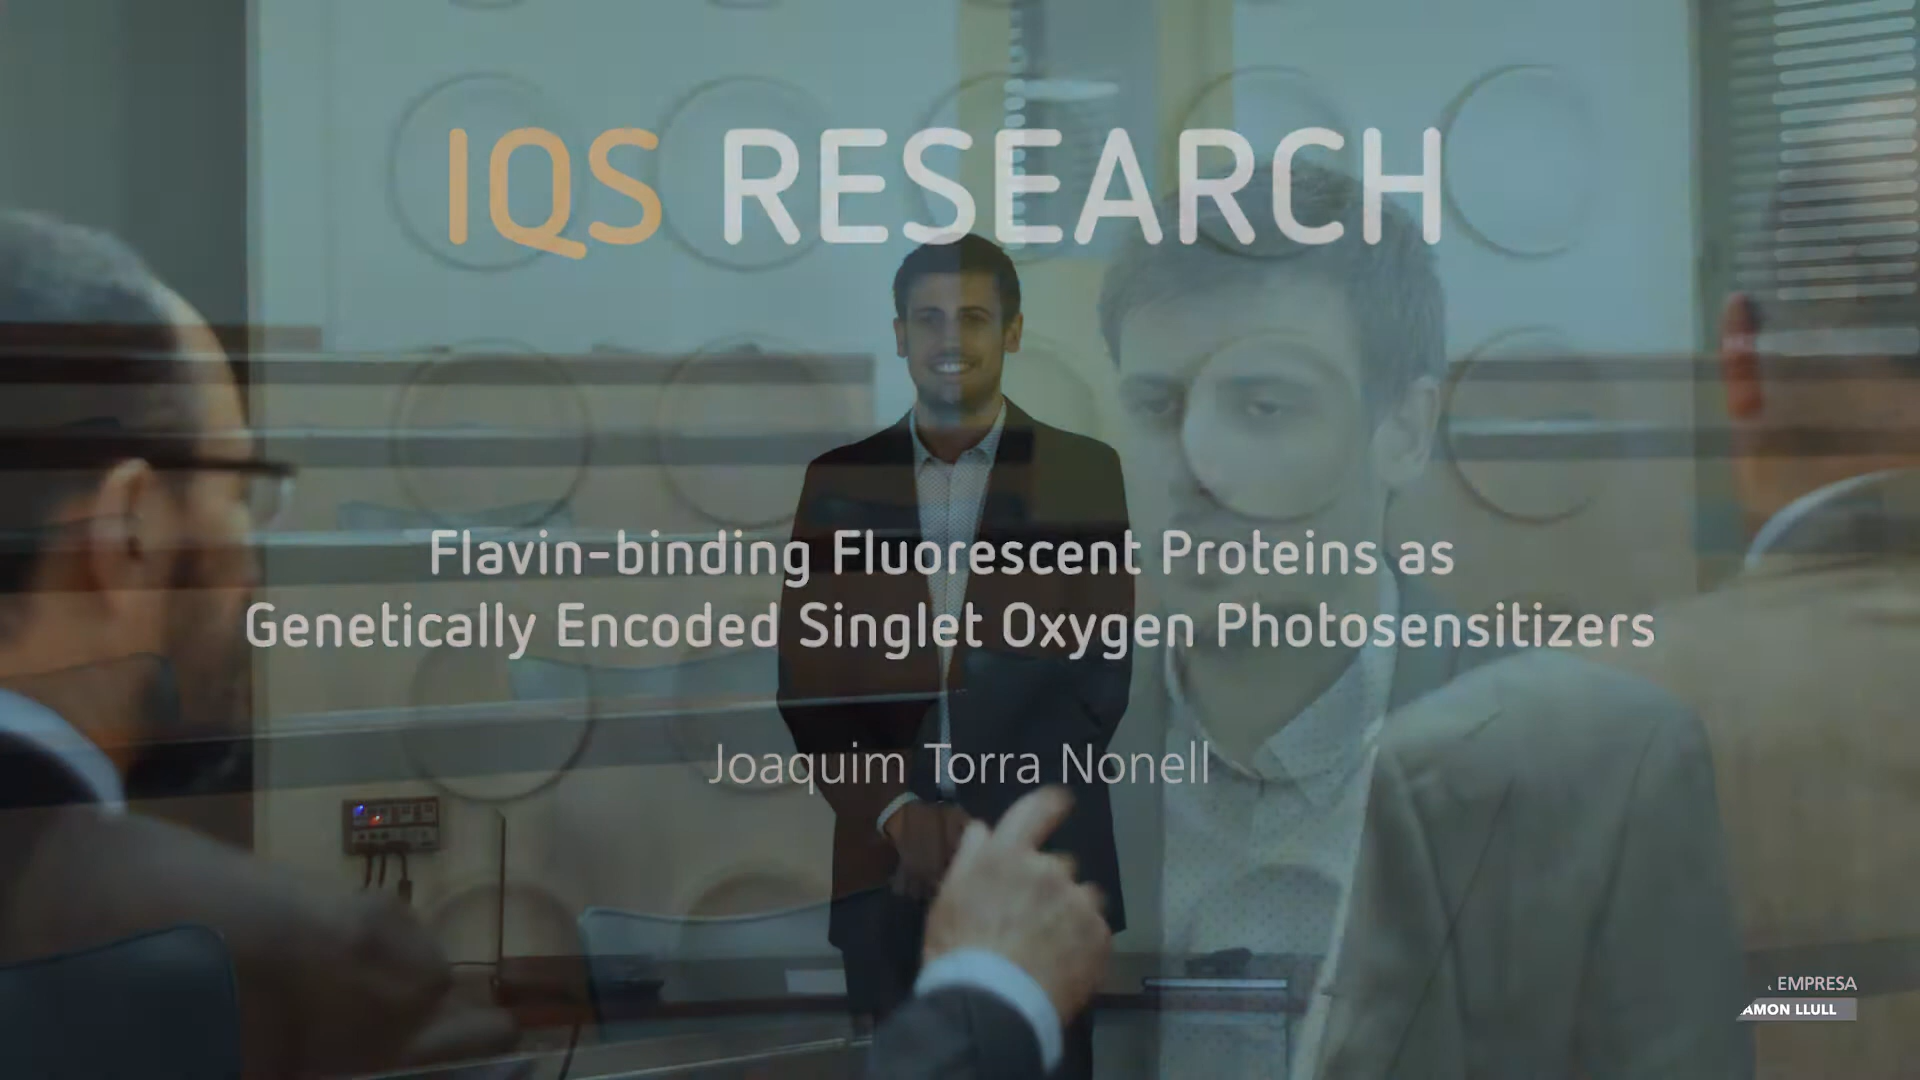 IQS RESEARCH
Flavin-binding Fluorescent Proteins as
Genetically Encoded Singlet Oxygen Photosensitizers
Joaquim Torra Nonell
EMPRESA
AMON LLULL